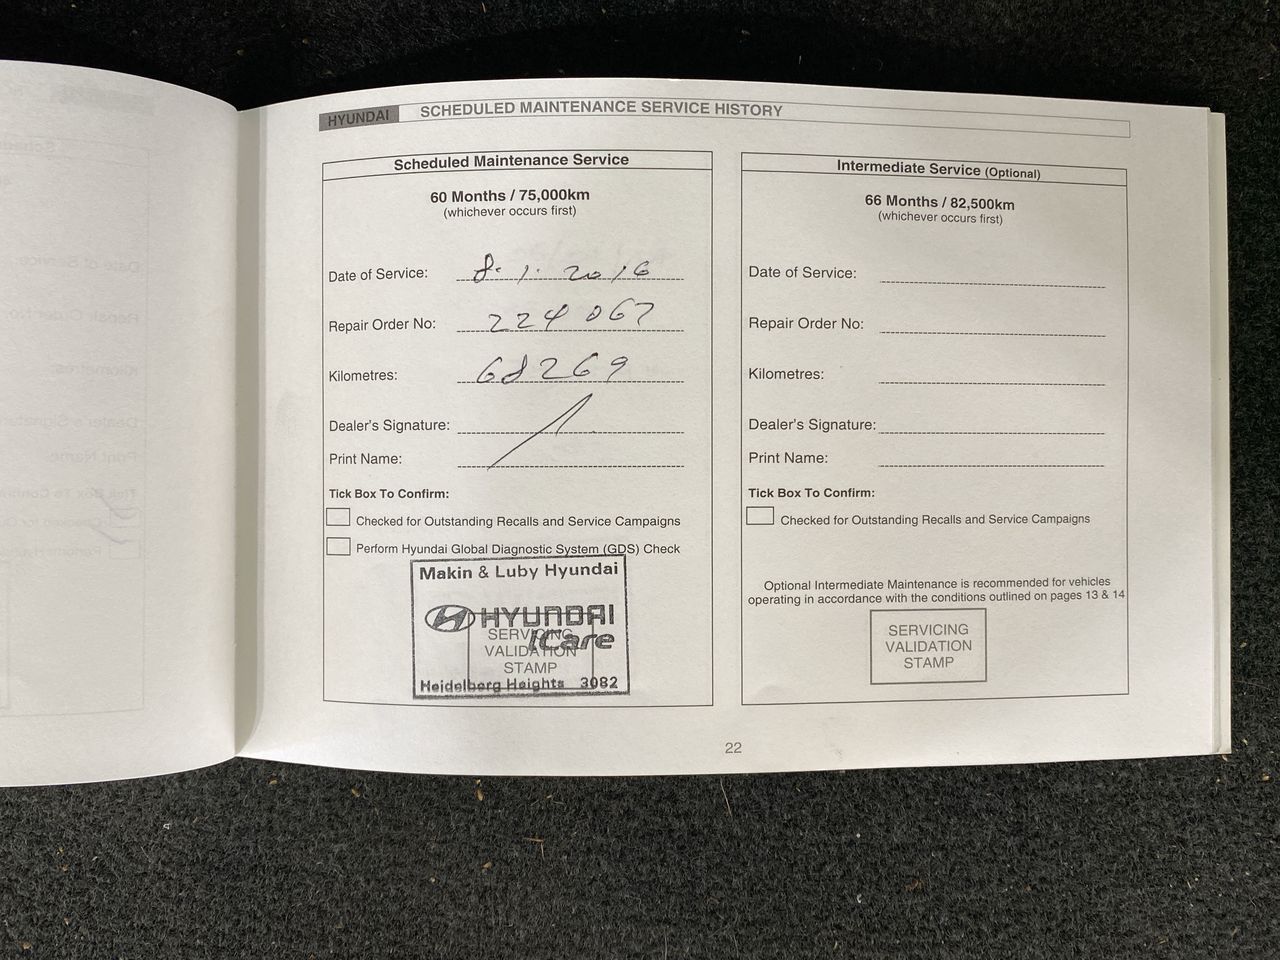 HYUNDAI SCHEDULED MAINTENANCE SERVICE HISTORY
Scheduled Maintenance Service
60 Months / 75,000km
(whichever occurs first)
Date of Service: 8.1.2016
Repair Order No: 224067
Kilometres: 68269
Dealer's Signature:
Print Name:
Tick Box To Confirm:
Checked for Outstanding Recalls and Service Campaigns
Perform Hyundai Global Diagnostic System (GDS) Check
Makin & Luby Hyundai
HYUNDAI
iCare
SERVICING
VALIDATION
STAMP
Heidelberg Heights 3082
Intermediate Service (Optional)
66 Months / 82,500km
(whichever occurs first)
Date of Service:
Repair Order No:
Kilometres:
Dealer's Signature:
Print Name:
Tick Box To Confirm:
Checked for Outstanding Recalls and Service Campaigns
Optional Intermediate Maintenance is recommended for vehicles
operating in accordance with the conditions outlined on pages 13 & 14
SERVICING
VALIDATION
STAMP
22